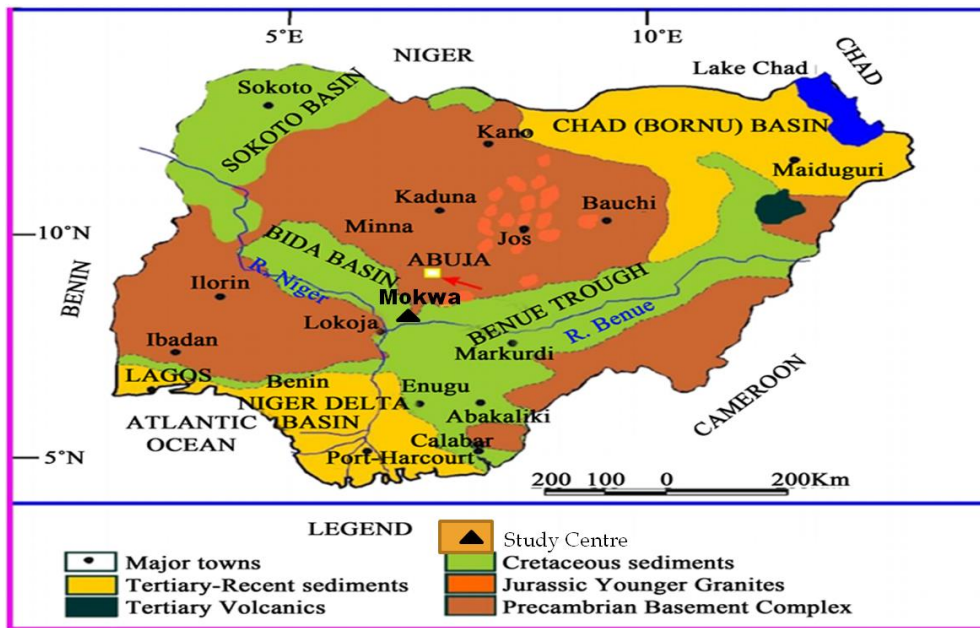 5°E
10°E
NIGER
CHAD
Lake Chad
Sokoto
SOKOTO BASIN
Kano
CHAD (BORNU) BASIN
Maiduguri
Kaduna
Bauchi
Minna
Jos
10°N
BIDA BASIN
ABUJA
R. Niger
Ilorin
Mokwa
BENUE TROUGH
BENIN
Lokoja
R. Benue
Ibadan
Markurdi
LAGOS
Benin
Enugu
CAMEROON
NIGER DELTA
BASIN
Abakaliki
ATLANTIC
OCEAN
Calabar
5°N
Port-Harcourt
200 100 0 200Km
LEGEND
Study Centre
Major towns
Cretaceous sediments
Tertiary-Recent sediments
Jurassic Younger Granites
Tertiary Volcanics
Precambrian Basement Complex